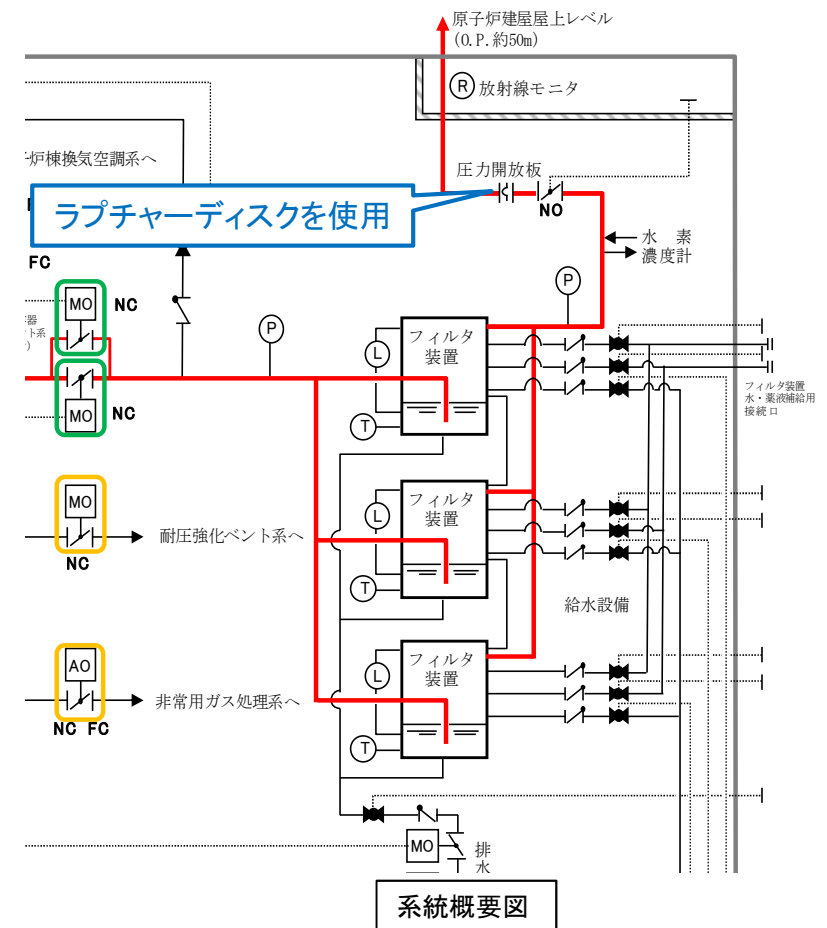 原子炉建屋屋上レベル
(O.P.約50m)
R 放射線モニタ
子炉棟換気空調系へ
圧力開放板
ラプチャーディスクを使用
NO
水 素
濃度計
FC
MO NC
P
P
フィルタ
装置
L
T
MO NC
フィルタ装置
水・薬液補給用
接続口
MO
NC
耐圧強化ベント系へ
フィルタ
装置
L
T
給水設備
AO
NC FC
非常用ガス処理系へ
フィルタ
装置
L
T
MO
排
水
系統概要図